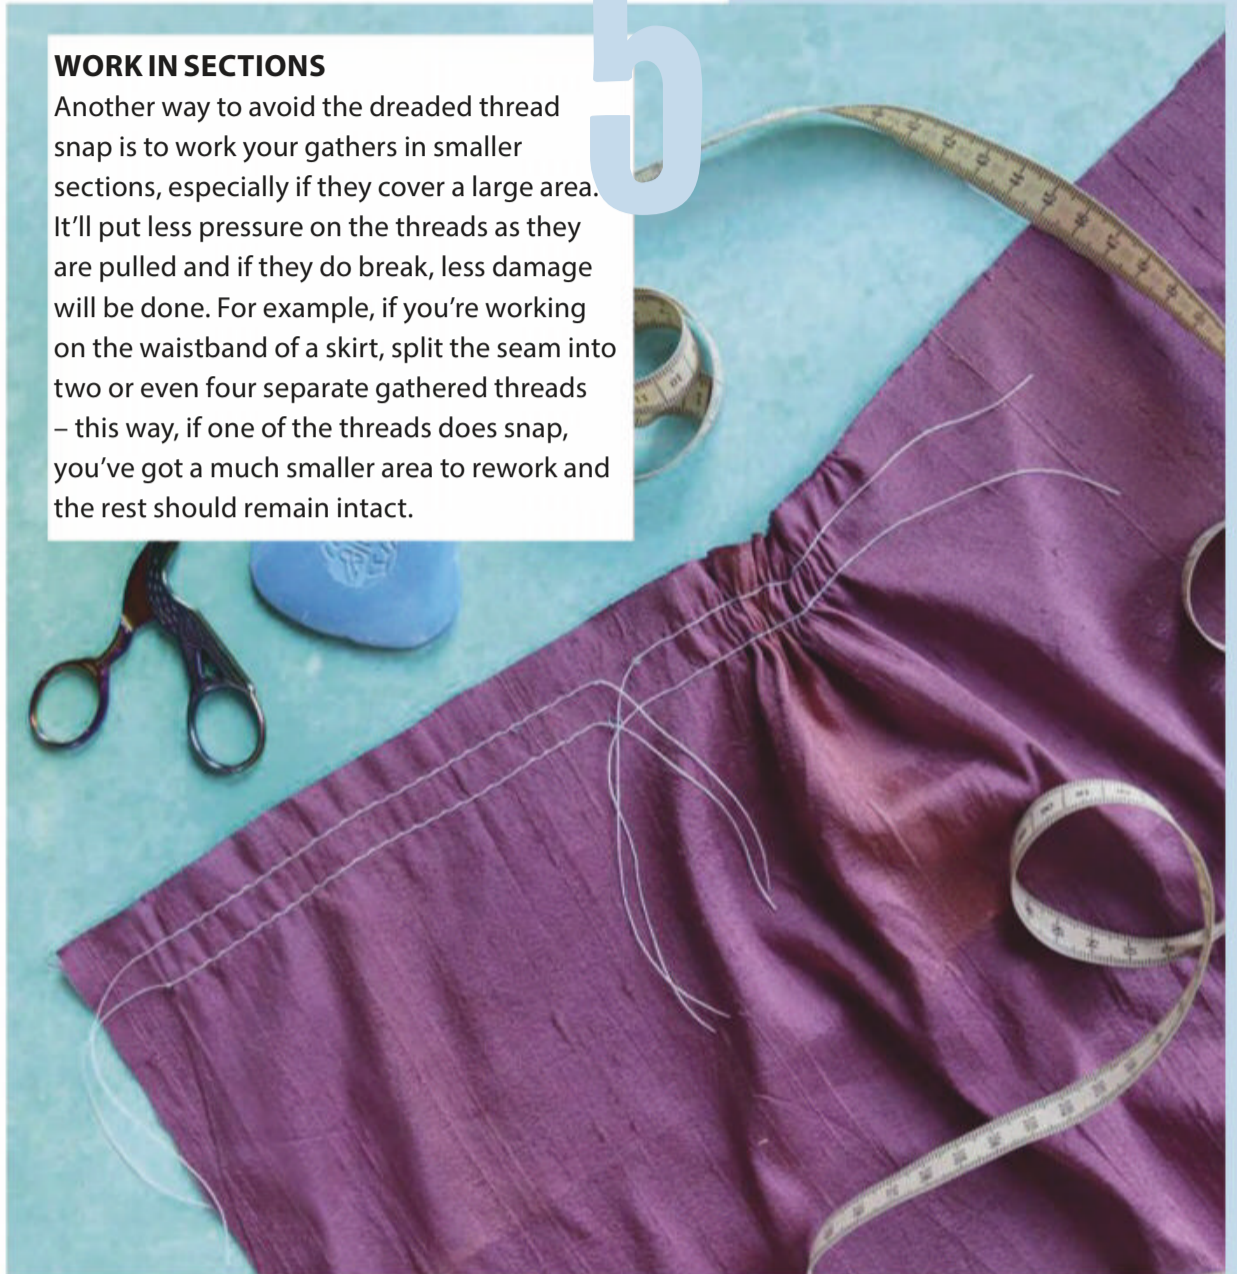 5
WORK IN SECTIONS
Another way to avoid the dreaded thread
snap is to work your gathers in smaller
sections, especially if they cover a large area.
It’ll put less pressure on the threads as they
are pulled and if they do break, less damage
will be done. For example, if you’re working
on the waistband of a skirt, split the seam into
two or even four separate gathered threads
– this way, if one of the threads does snap,
you’ve got a much smaller area to rework and
the rest should remain intact.